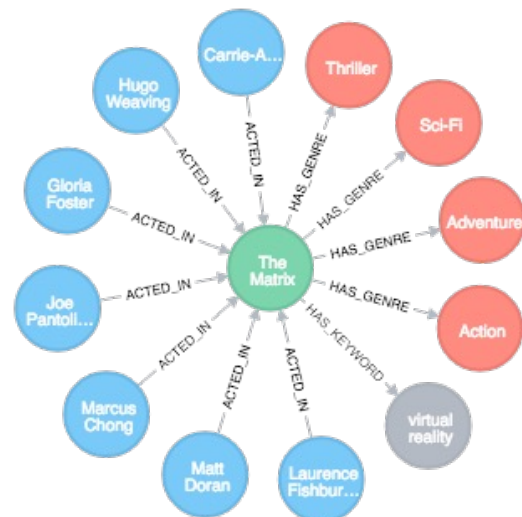 Carrie-A...
Thriller
Hugo
Weaving
Sci-Fi
ACTED_IN
ACTED_IN
HAS_GENRE
HAS_GENRE
Gloria
Foster
ACTED_IN
Adventure
HAS_GENRE
The
Matrix
Joe
Pantoli...
ACTED_IN
HAS_GENRE
Action
ACTED_IN
HAS_KEYWORD
Marcus
Chong
ACTED_IN
ACTED_IN
virtual
reality
Matt
Doran
Laurence
Fishbur...